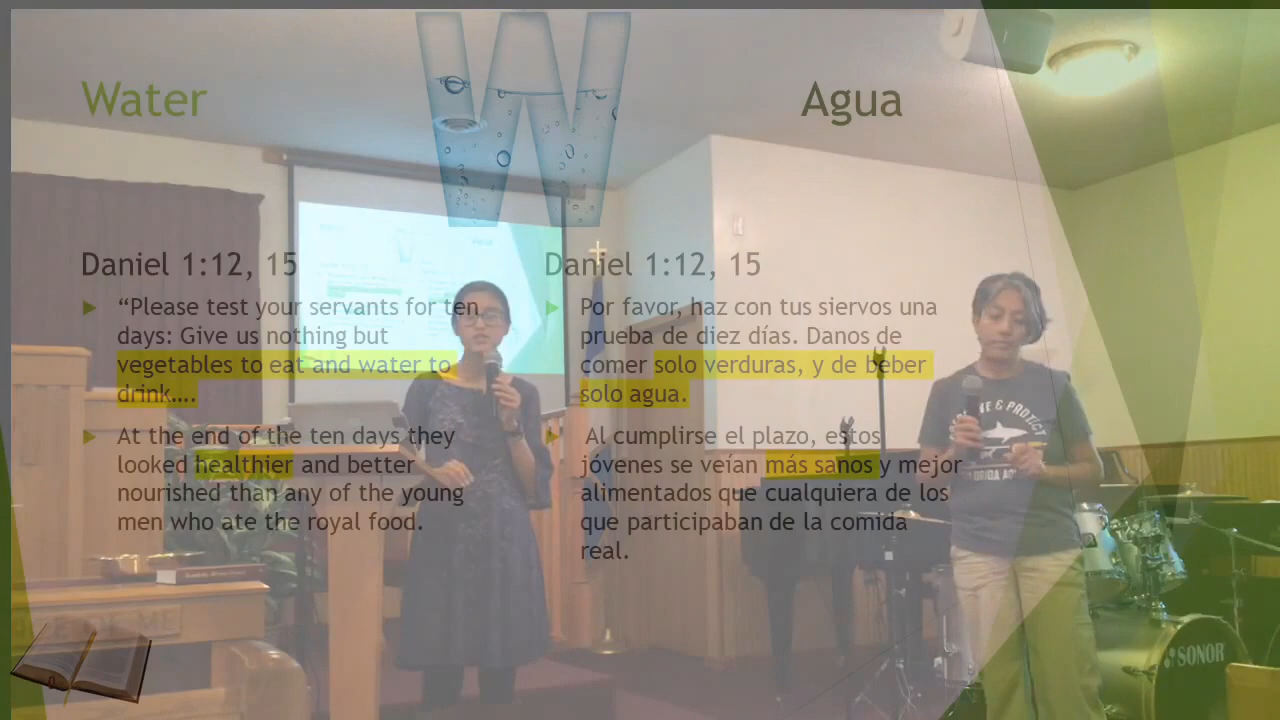 W
Water
Agua
Daniel 1:12, 15
“Please test your servants for ten
days: Give us nothing but
vegetables to eat and water to
drink….
At the end of the ten days they
looked healthier and better
nourished than any of the young
men who ate the royal food.
Daniel 1:12, 15
Por favor, haz con tus siervos una
prueba de diez días. Danos de
comer solo verduras, y de beber
solo agua.
Al cumplirse el plazo, estos
jóvenes se veían más sanos y mejor
alimentados que cualquiera de los
que participaban de la comida
real.
& PROTECT
OF ME
SONOR